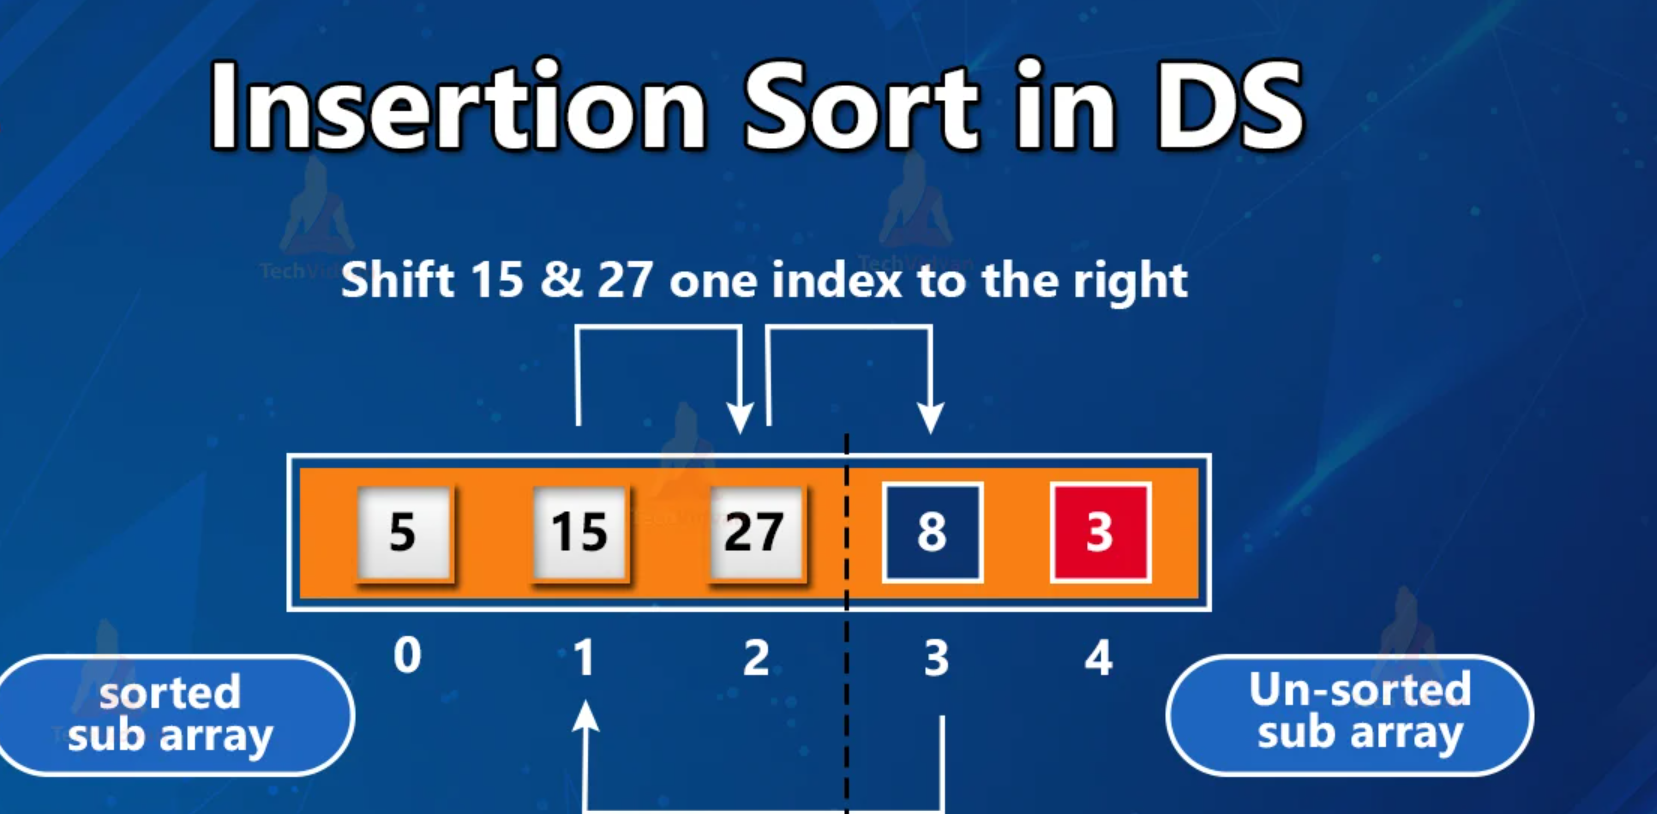 Insertion Sort in DS
Shift 15 & 27 one index to the right
5 15 27 8 3
0 1 2 3 4
sorted
sub array
Un-sorted
sub array
TechVidvan